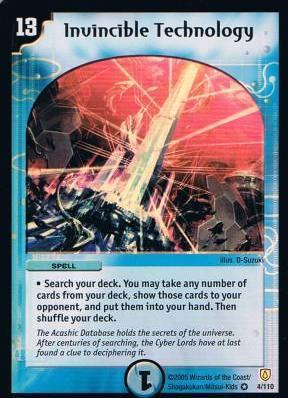 13 Invincible Technology
Illus. D-Suzuki
SPELL
▪ Search your deck. You may take any number of
cards from your deck, show those cards to your
opponent, and put them into your hand. Then
shuffle your deck.
The Acashic Database holds the secrets of the universe.
After centuries of searching, the Cyber Lords have at last
found a clue to deciphering it.
©2005 Wizards of the Coast/
Shogakukan/Mitsui-Kids 4/110
1